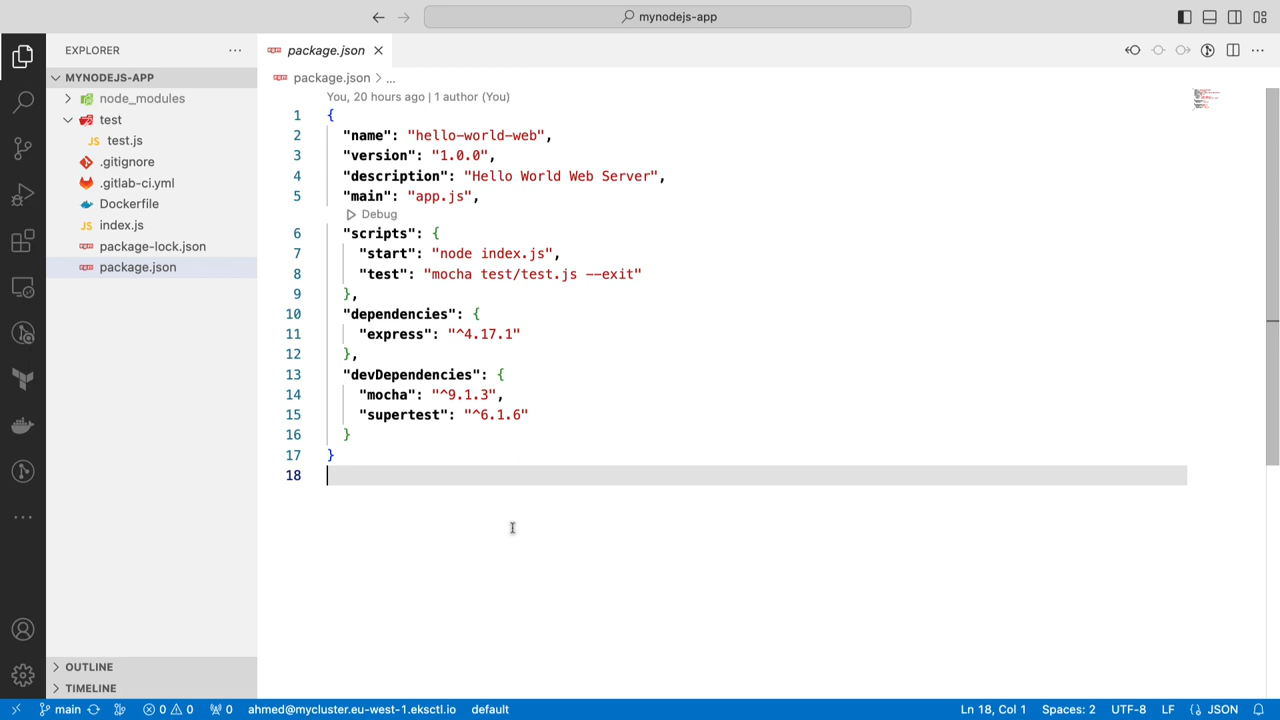 mynodejs-app
EXPLORER
MYNODEJS-APP
node_modules
test
JS test.js
.gitignore
.gitlab-ci.yml
Dockerfile
JS index.js
package-lock.json
package.json
OUTLINE
TIMELINE
package.json
package.json > ...
You, 20 hours ago | 1 author (You)
1 {
2 "name": "hello-world-web",
3 "version": "1.0.0",
4 "description": "Hello World Web Server",
5 "main": "app.js",
Debug
6 "scripts": {
7 "start": "node index.js",
8 "test": "mocha test/test.js --exit"
9 },
10 "dependencies": {
11 "express": "^4.17.1"
12 },
13 "devDependencies": {
14 "mocha": "^9.1.3",
15 "supertest": "^6.1.6"
16 }
17 }
18
main 0 0 0 ahmed@mycluster.eu-west-1.eksctl.io default Ln 18, Col 1 Spaces: 2 UTF-8 LF JSON